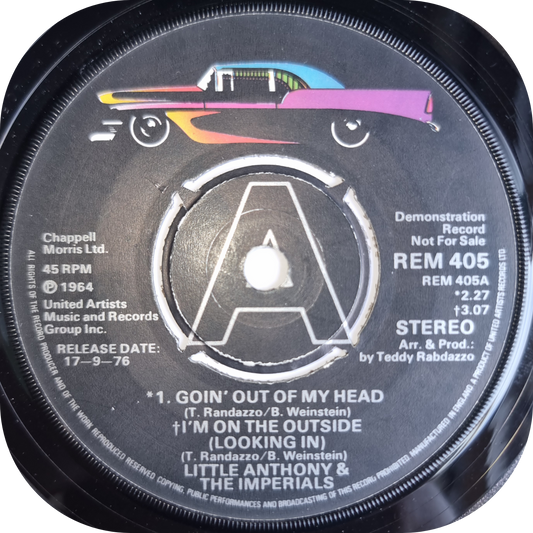 Chappell
Morris Ltd.
45 RPM
℗ 1964
United Artists
Music and Records
Group Inc.
RELEASE DATE:
17–9–76
A
Demonstration
Record
Not For Sale
REM 405
REM 405A
*2.27
†3.07
STEREO
Arr. & Prod.:
by Teddy Rabdazzo
*1. GOIN' OUT OF MY HEAD
(T. Randazzo/B. Weinstein)
†I'M ON THE OUTSIDE
(LOOKING IN)
(T. Randazzo/B. Weinstein)
LITTLE ANTHONY &
THE IMPERIALS
ALL RIGHTS OF THE RECORD PRODUCER AND OF THE OWNER OF THE WORK REPRODUCED RESERVED COPYING, PUBLIC PERFORMANCES AND BROADCASTING OF THIS RECORD PROHIBITED MANUFACTURED IN ENGLAND. A PRODUCT OF UNITED ARTISTS RECORDS LTD.